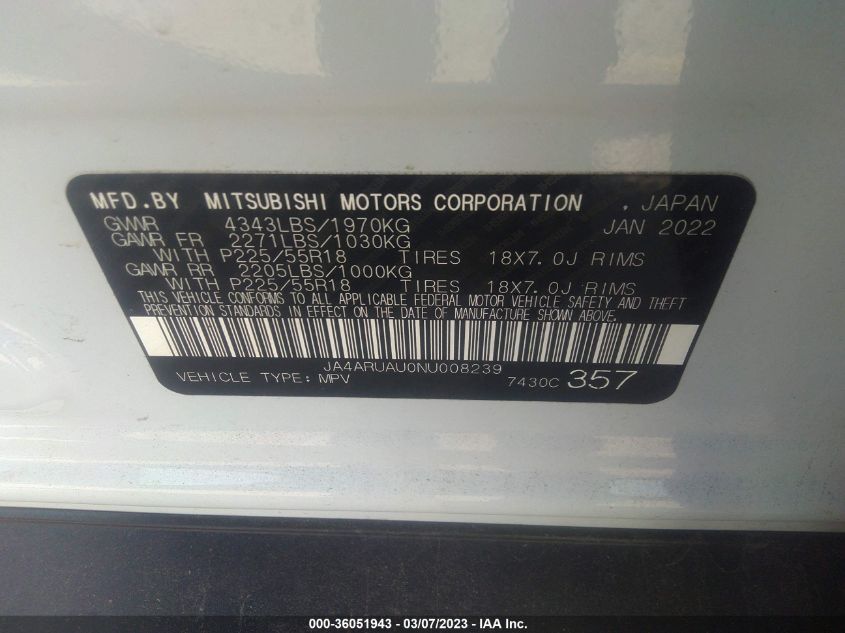 MFD.BY MITSUBISHI MOTORS CORPORATION , JAPAN
GVWR 4343LBS/1970KG JAN 2022
GAWR FR 2271LBS/1030KG
WITH P225/55R18 TIRES 18X7.0J RIMS
GAWR RR 2205LBS/1000KG
WITH P225/55R18 TIRES 18X7.0J RIMS
THIS VEHICLE CONFORMS TO ALL APPLICABLE FEDERAL MOTOR VEHICLE SAFETY AND THEFT
PREVENTION STANDARDS IN EFFECT ON THE DATE OF MANUFACTURE SHOWN ABOVE.
JA4ARUAU0NU008239
VEHICLE TYPE: MPV 7430C 357
000-36051943 — 03/07/2023 — IAA Inc.